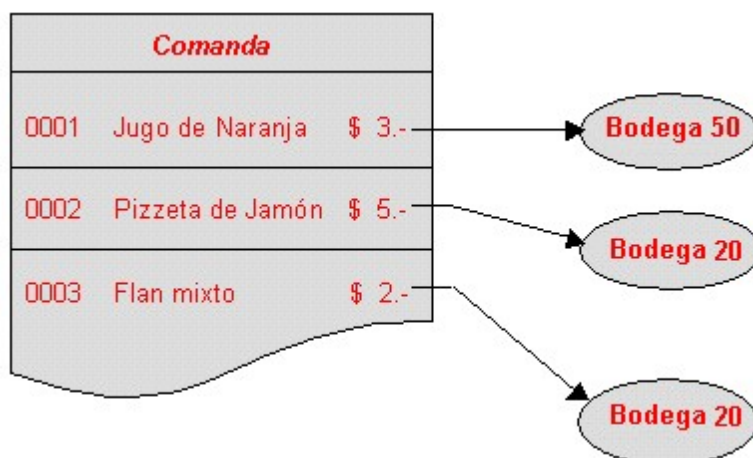 Comanda
0001 Jugo de Naranja $ 3.-
Bodega 50
0002 Pizzeta de Jamón $ 5.-
Bodega 20
0003 Flan mixto $ 2.-
Bodega 20